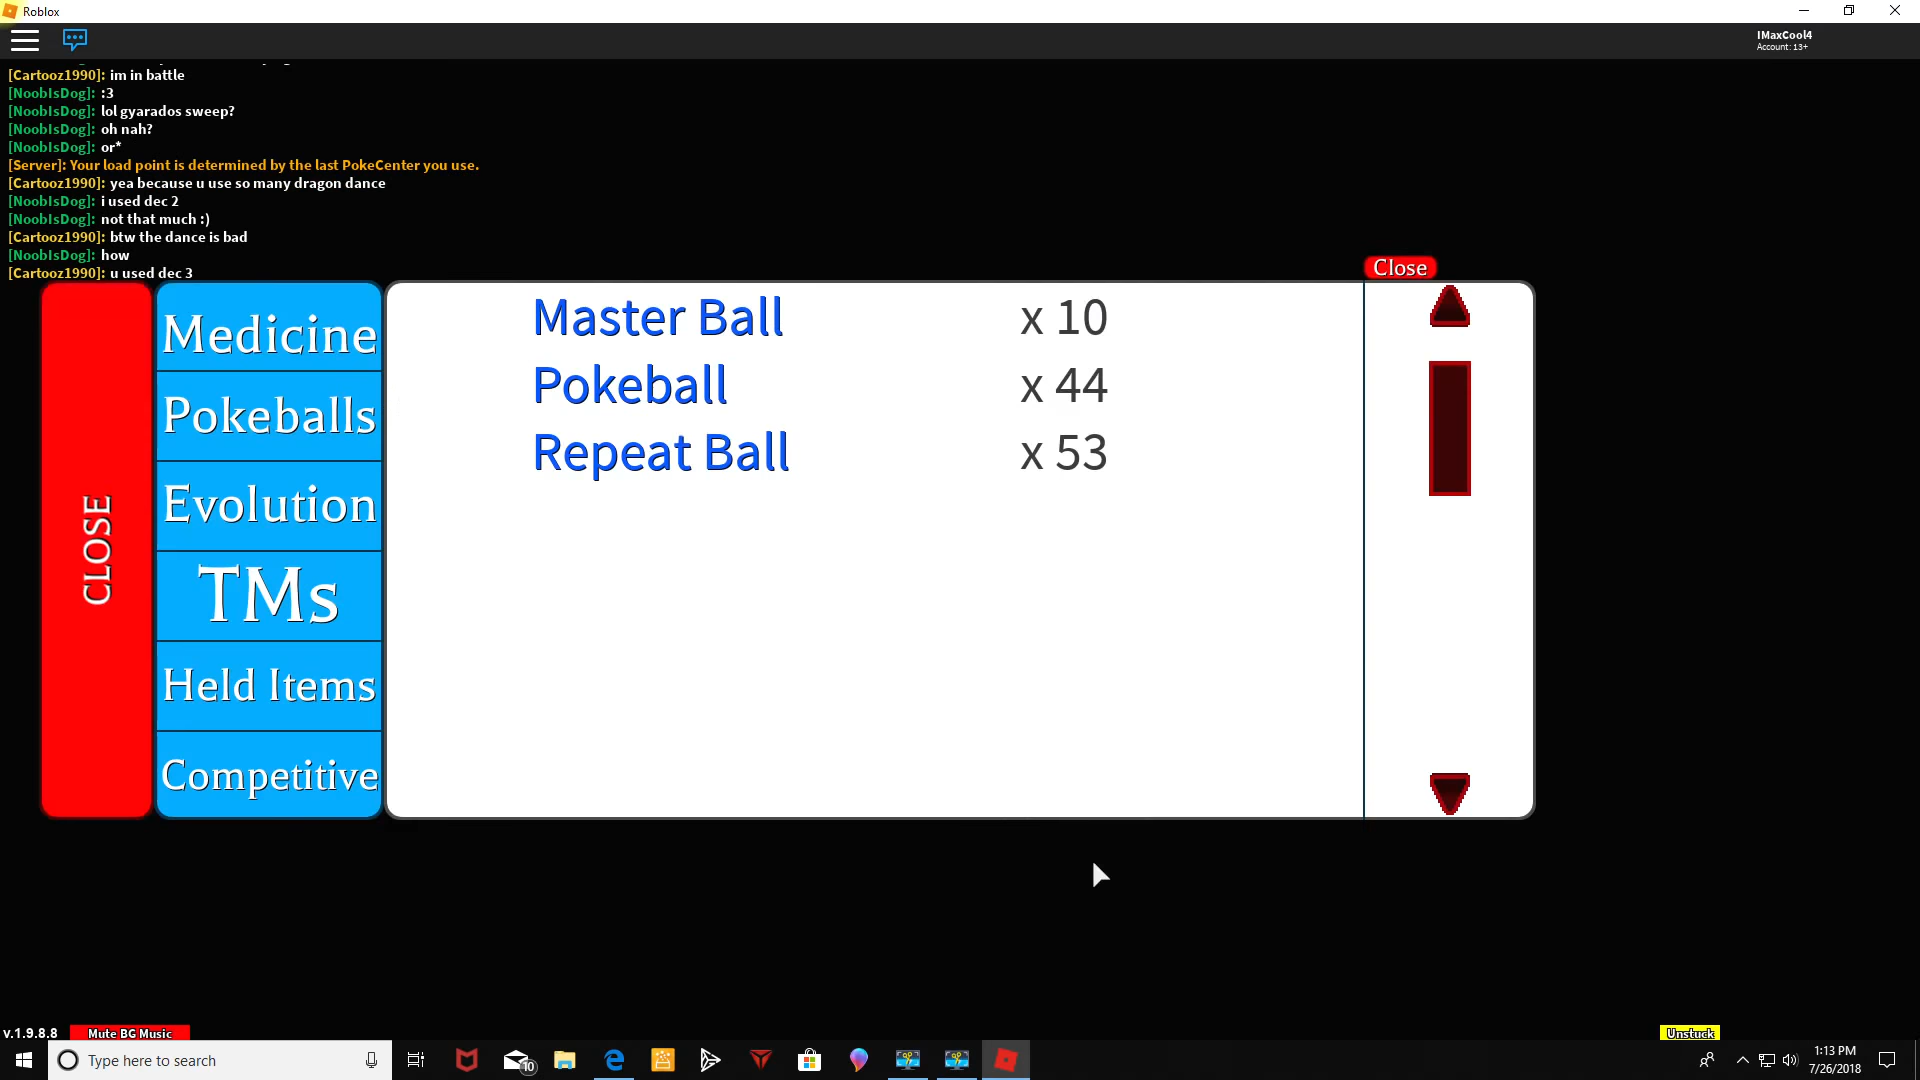 Roblox
IMaxCool4
Account: 13+
[Cartooz1990]: im in battle
[NoobIsDog]: :3
[NoobIsDog]: lol gyarados sweep?
[NoobIsDog]: oh nah?
[NoobIsDog]: or*
[Server]: Your load point is determined by the last PokeCenter you use.
[Cartooz1990]: yea because u use so many dragon dance
[NoobIsDog]: i used dec 2
[NoobIsDog]: not that much :)
[Cartooz1990]: btw the dance is bad
[NoobIsDog]: how
[Cartooz1990]: u used dec 3
Close
CLOSE
Medicine
Pokeballs
Evolution
TMs
Held Items
Competitive
Master Ball x 10
Pokeball x 44
Repeat Ball x 53
v.1.9.8.8
Mute BG Music
Unstuck
Type here to search
10
1:13 PM
7/26/2018